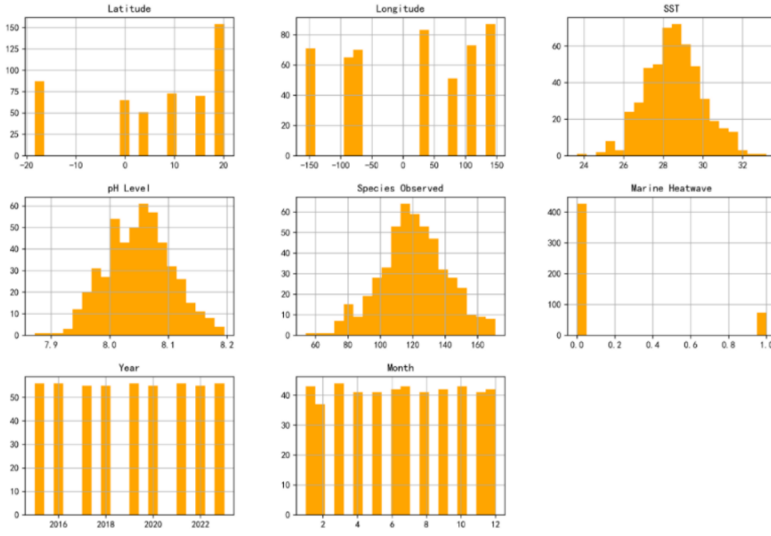 Latitude
150
125
100
75
50
25
0
-20 -10 0 10 20
Longitude
80
60
40
20
0
-150 -100 -50 0 50 100 150
SST
60
40
20
0
24 26 28 30 32
pH Level
60
50
40
30
20
10
0
7.9 8.0 8.1 8.2
Species Observed
60
50
40
30
20
10
0
60 80 100 120 140 160
Marine Heatwave
400
300
200
100
0
0.0 0.2 0.4 0.6 0.8 1.0
Year
50
40
30
20
10
0
2016 2018 2020 2022
Month
40
30
20
10
0
2 4 6 8 10 12